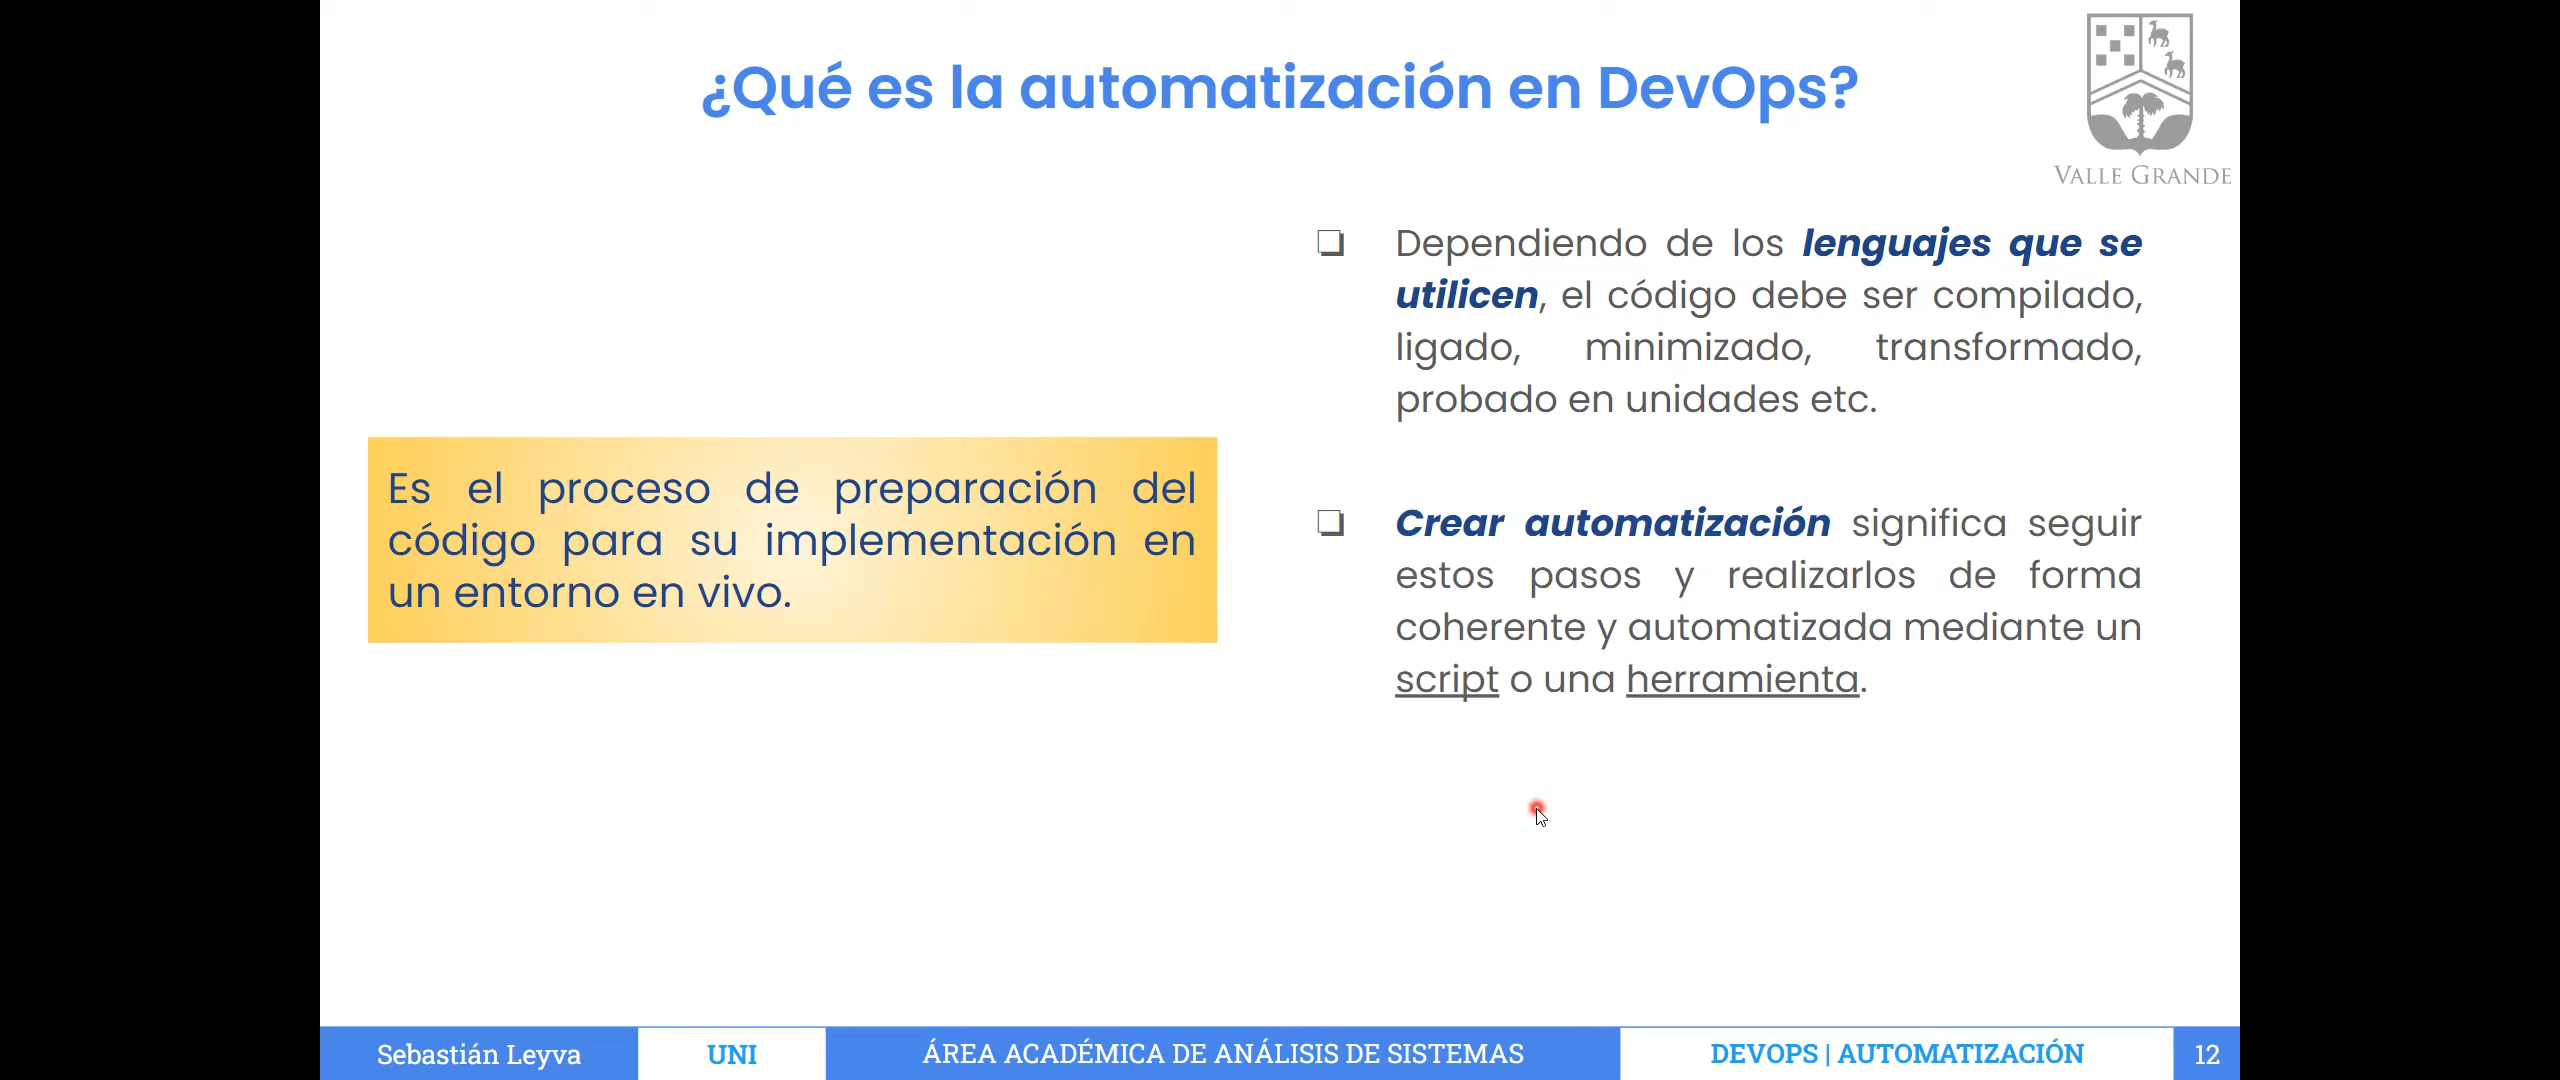 ¿Qué es la automatización en DevOps?
VALLE GRANDE
Es el proceso de preparación del
código para su implementación en
un entorno en vivo.
❏ Dependiendo de los lenguajes que se
utilicen, el código debe ser compilado,
ligado, minimizado, transformado,
probado en unidades etc.
❏ Crear automatización significa seguir
estos pasos y realizarlos de forma
coherente y automatizada mediante un
script o una herramienta.
Sebastián Leyva
UNI
ÁREA ACADÉMICA DE ANÁLISIS DE SISTEMAS
DEVOPS | AUTOMATIZACIÓN
12